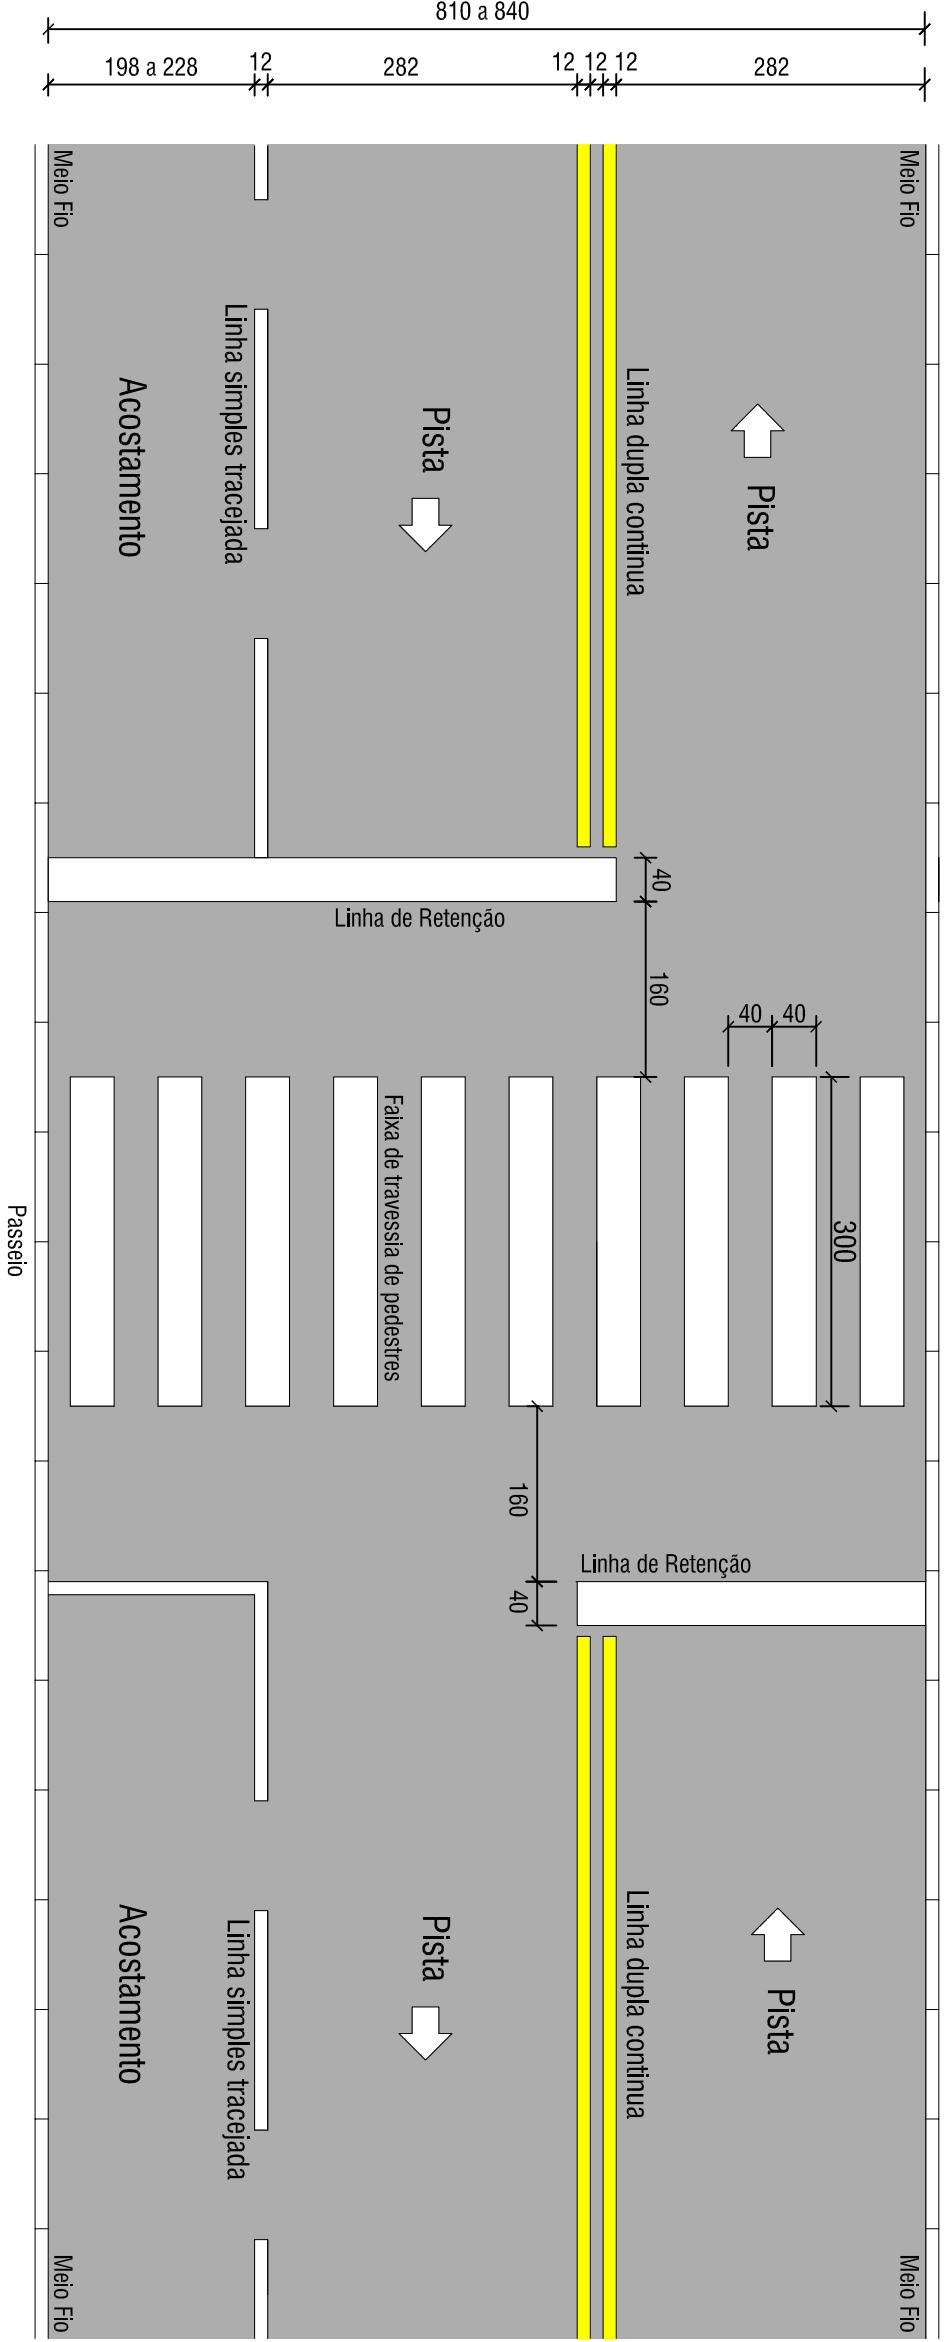 810 a 840
198 a 228
12
282
12
12
12
282
Meio Fio
Meio Fio
Linha simples tracejada
Acostamento
Pista
Linha dupla continua
Pista
40
Linha de Retenção
160
40
40
Faixa de travessia de pedestres
300
Passeio
160
Linha de Retenção
40
Acostamento
Linha simples tracejada
Pista
Linha dupla continua
Pista
Meio Fio
Meio Fio